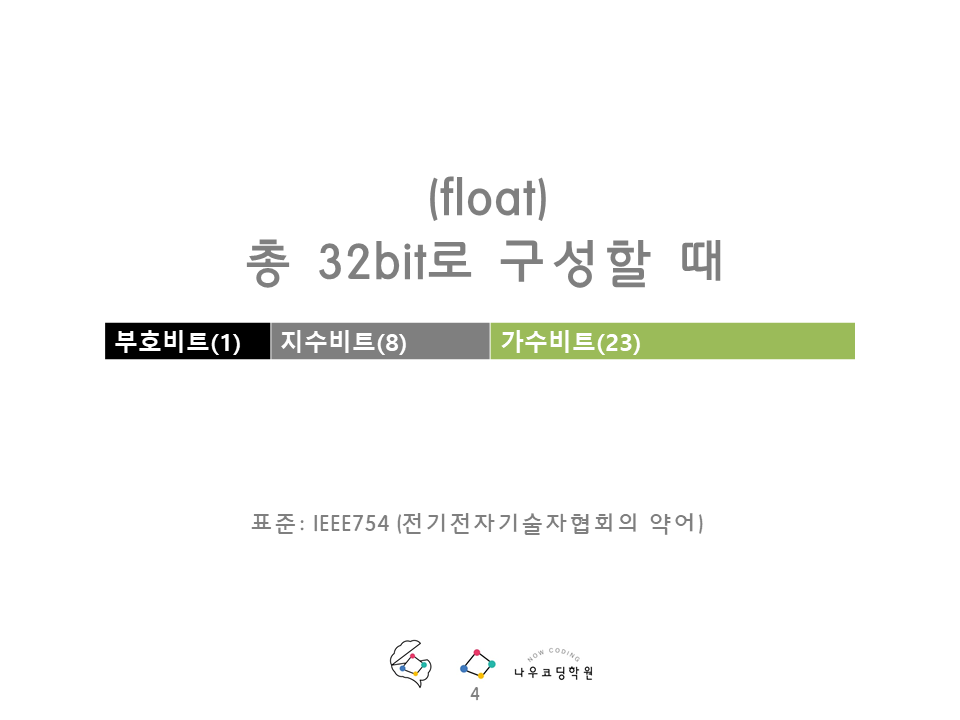 (float)
총 32bit로 구성할 때
부호비트(1) 지수비트(8) 가수비트(23)
표준: IEEE754 (전기전자기술자협회의 약어)
NOW CODING
나우코딩학원
4